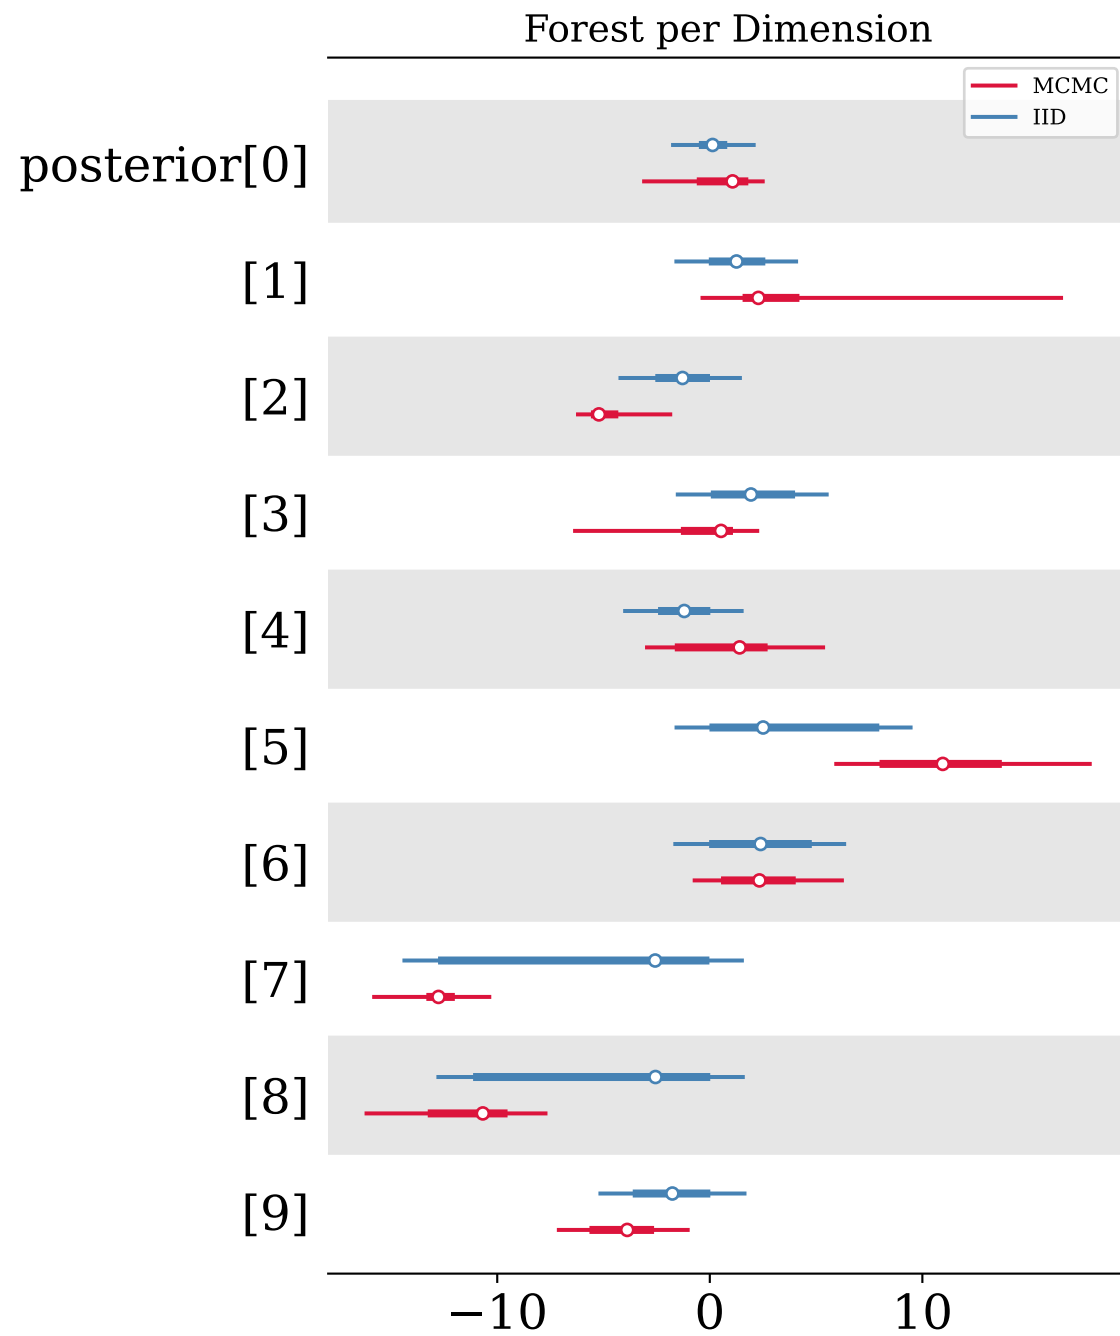 Forest per Dimension
MCMC
IID
posterior[0]
[1]
[2]
[3]
[4]
[5]
[6]
[7]
[8]
[9]
−10 0 10